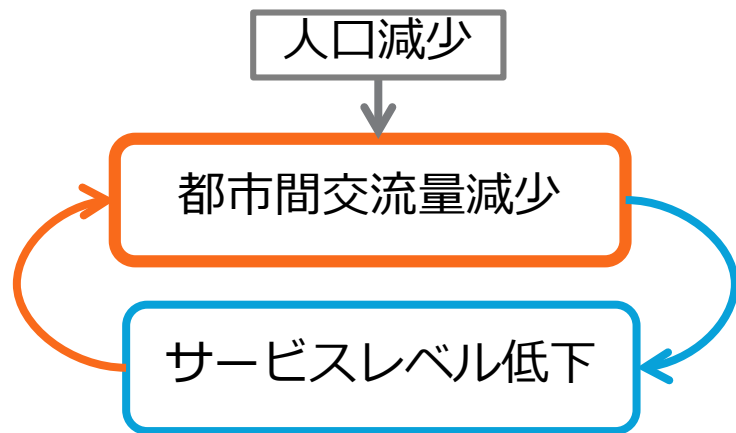 人口減少
都市間交流量減少
サービスレベル低下